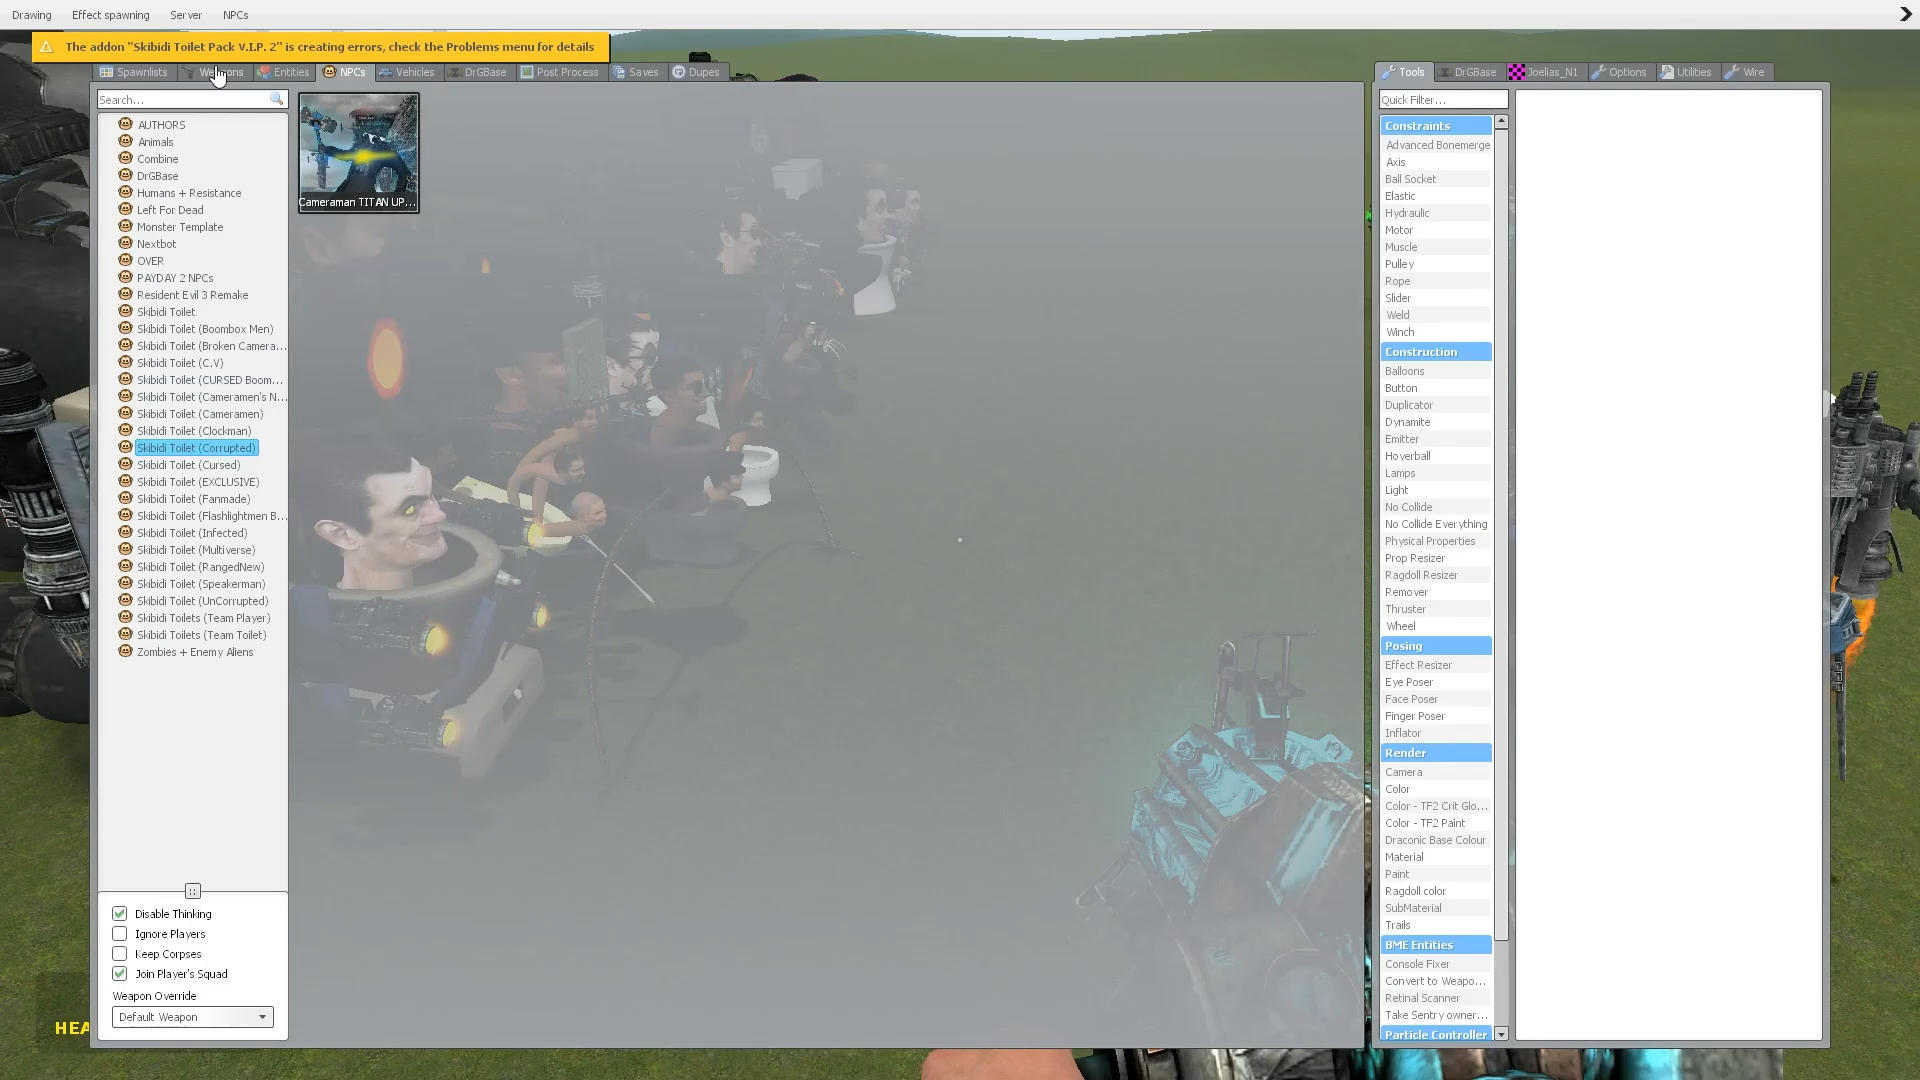 Drawing Effect spawning Server NPCs
The addon "Skibidi Toilet Pack V.I.P. 2" is creating errors, check the Problems menu for details
Spawnlists Weapons Entities NPCs Vehicles DrGBase Post Process Saves Dupes
Search...
AUTHORS
Animals
Combine
DrGBase
Humans + Resistance
Left For Dead
Monster Template
Nextbot
OVER
PAYDAY 2 NPCs
Resident Evil 3 Remake
Skibidi Toilet
Skibidi Toilet (Boombox Men)
Skibidi Toilet (Broken Camera...
Skibidi Toilet (C.V)
Skibidi Toilet (CURSED Boom...
Skibidi Toilet (Cameramen's N...
Skibidi Toilet (Cameramen)
Skibidi Toilet (Clockman)
Skibidi Toilet (Corrupted)
Skibidi Toilet (Cursed)
Skibidi Toilet (EXCLUSIVE)
Skibidi Toilet (Fanmade)
Skibidi Toilet (Flashlightmen B...
Skibidi Toilet (Infected)
Skibidi Toilet (Multiverse)
Skibidi Toilet (RangedNew)
Skibidi Toilet (Speakerman)
Skibidi Toilet (UnCorrupted)
Skibidi Toilets (Team Player)
Skibidi Toilets (Team Toilet)
Zombies + Enemy Aliens
Disable Thinking
Ignore Players
Keep Corpses
Join Player's Squad
Weapon Override
Default Weapon
HEA
Cameraman TITAN UP...
Tools DrGBase Joelias_N1 Options Utilities Wire
Quick Filter...
Constraints
Advanced Bonemerge
Axis
Ball Socket
Elastic
Hydraulic
Motor
Muscle
Pulley
Rope
Slider
Weld
Winch
Construction
Balloons
Button
Duplicator
Dynamite
Emitter
Hoverball
Lamps
Light
No Collide
No Collide Everything
Physical Properties
Prop Resizer
Ragdoll Resizer
Remover
Thruster
Wheel
Posing
Effect Resizer
Eye Poser
Face Poser
Finger Poser
Inflator
Render
Camera
Color
Color - TF2 Crit Glo...
Color - TF2 Paint
Draconic Base Colour
Material
Paint
Ragdoll color
SubMaterial
Trails
BME Entities
Console Fixer
Convert to Weapo...
Retinal Scanner
Take Sentry owner...
Particle Controller